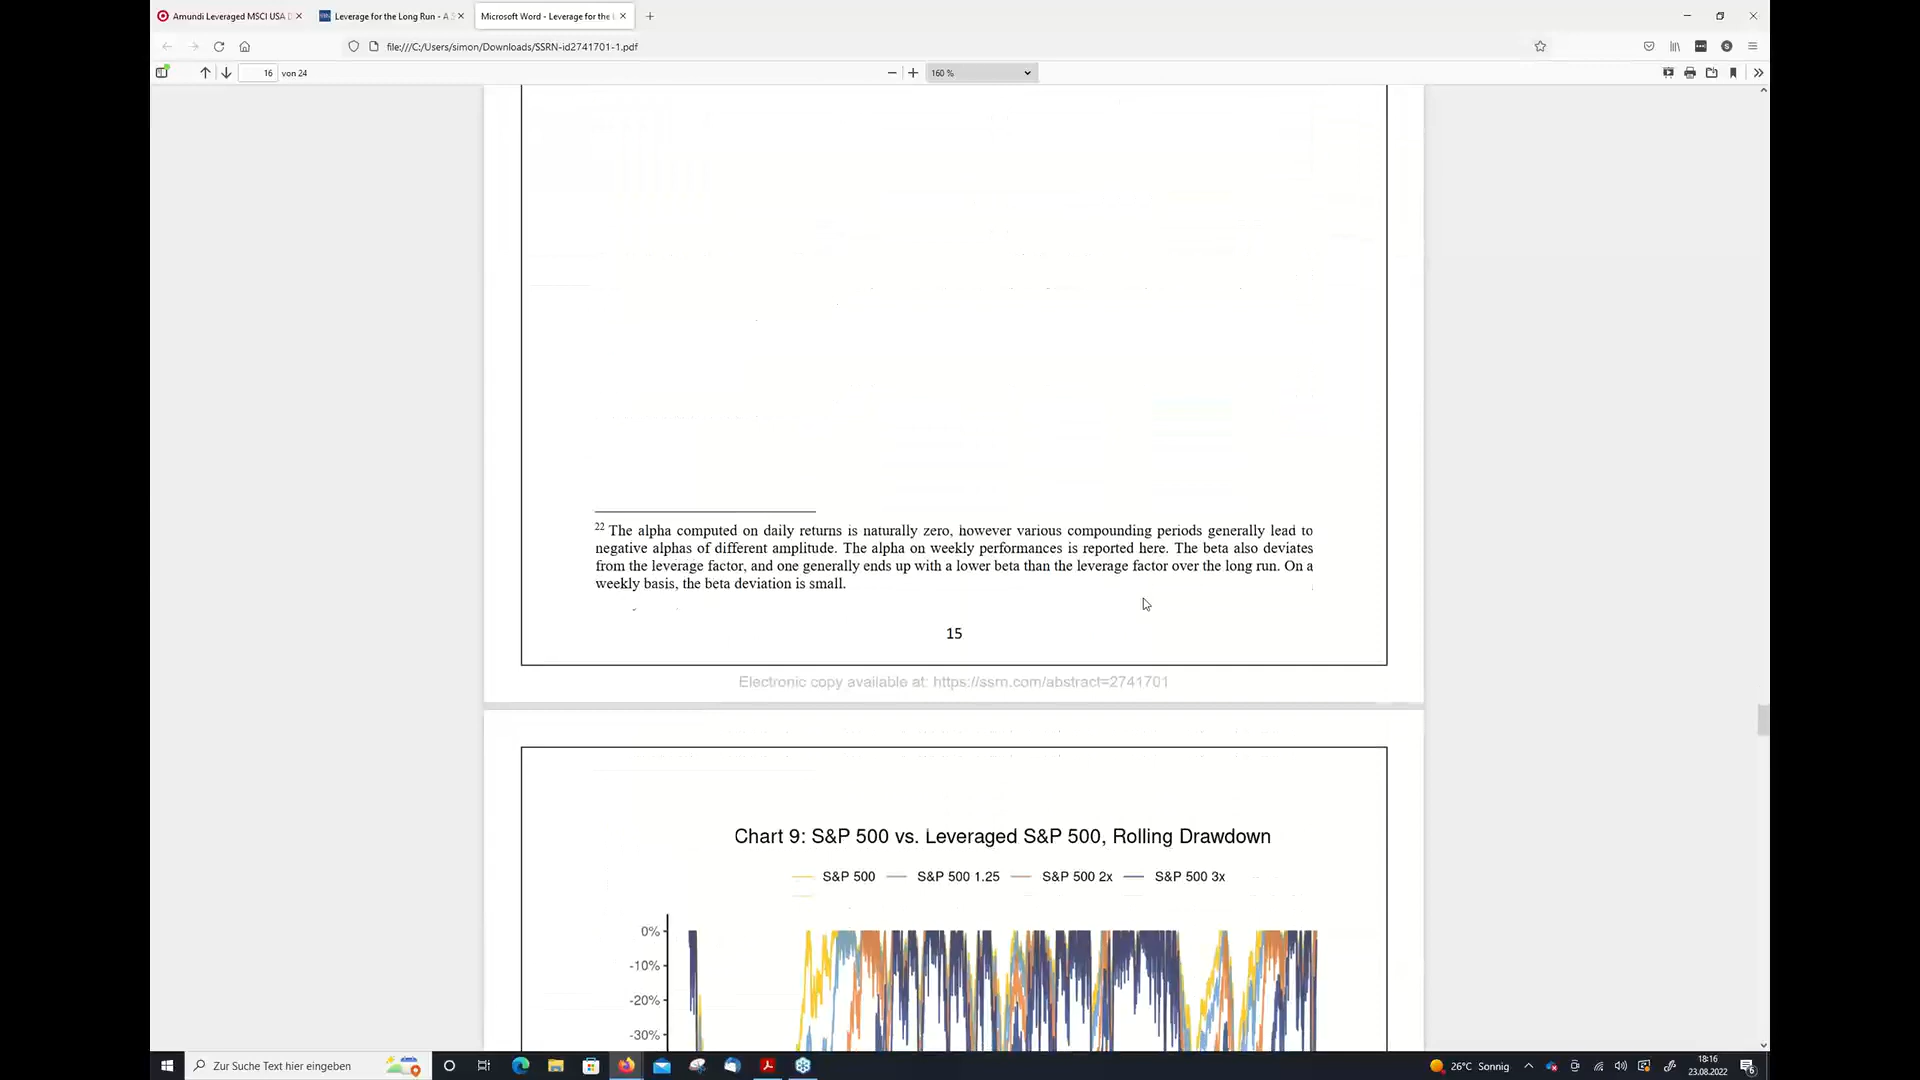 Amundi Leveraged MSCI USA D
Leverage for the Long Run - A S
Microsoft Word - Leverage for the L
file:///C:/Users/simon/Downloads/SSRN-id2741701-1.pdf
16 von 24
160 %
22 The alpha computed on daily returns is naturally zero, however various compounding periods generally lead to
negative alphas of different amplitude. The alpha on weekly performances is reported here. The beta also deviates
from the leverage factor, and one generally ends up with a lower beta than the leverage factor over the long run. On a
weekly basis, the beta deviation is small.
15
Electronic copy available at: https://ssrn.com/abstract=2741701
Chart 9: S&P 500 vs. Leveraged S&P 500, Rolling Drawdown
S&P 500 S&P 500 1.25 S&P 500 2x S&P 500 3x
0%
-10%
-20%
-30%
Zur Suche Text hier eingeben
26°C Sonnig
18:16
23.08.2022